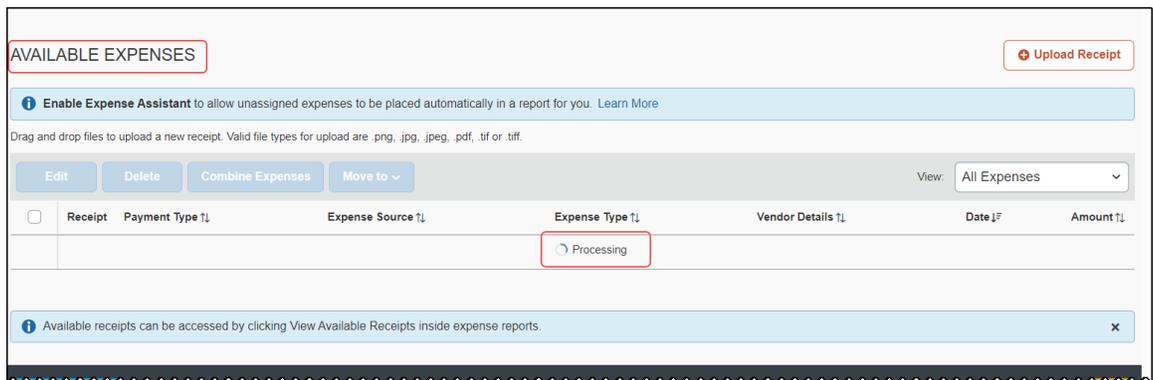 AVAILABLE EXPENSES
Upload Receipt
Enable Expense Assistant to allow unassigned expenses to be placed automatically in a report for you. Learn More
Drag and drop files to upload a new receipt. Valid file types for upload are .png, .jpg, .jpeg, .pdf, .tif or .tiff.
Edit Delete Combine Expenses Move to View: All Expenses
Receipt Payment Type Expense Source Expense Type Vendor Details Date Amount
Processing
Available receipts can be accessed by clicking View Available Receipts inside expense reports.